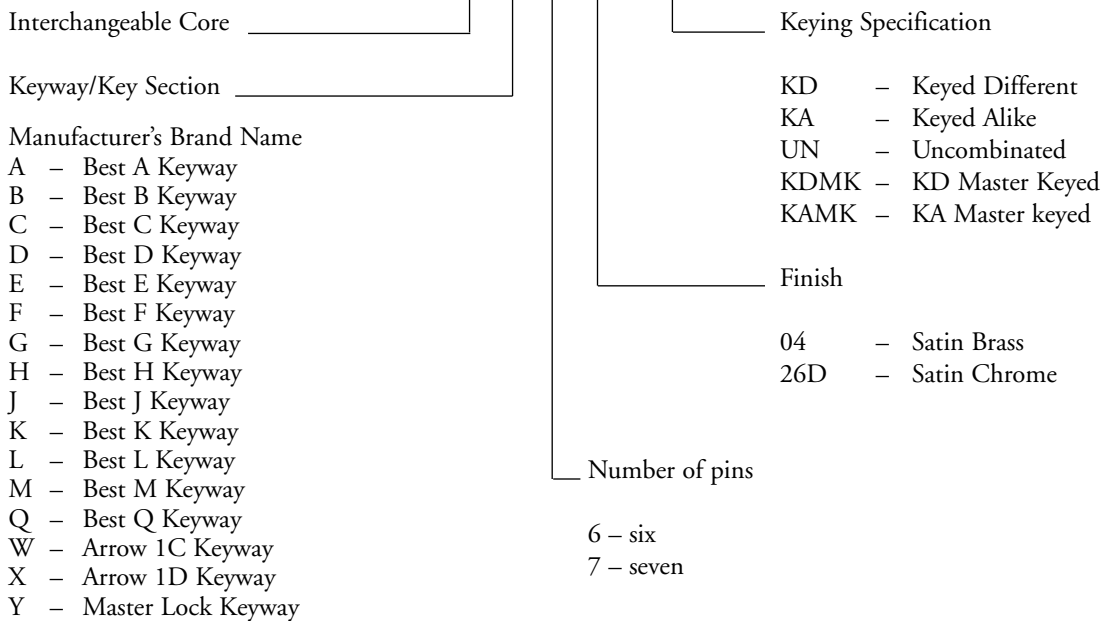 Interchangeable Core
Keyway/Key Section
Manufacturer's Brand Name
A – Best A Keyway
B – Best B Keyway
C – Best C Keyway
D – Best D Keyway
E – Best E Keyway
F – Best F Keyway
G – Best G Keyway
H – Best H Keyway
J – Best J Keyway
K – Best K Keyway
L – Best L Keyway
M – Best M Keyway
Q – Best Q Keyway
W – Arrow 1C Keyway
X – Arrow 1D Keyway
Y – Master Lock Keyway
Number of pins
6 – six
7 – seven
Keying Specification
KD – Keyed Different
KA – Keyed Alike
UN – Uncombinated
KDMK – KD Master Keyed
KAMK – KA Master keyed
Finish
04 – Satin Brass
26D – Satin Chrome